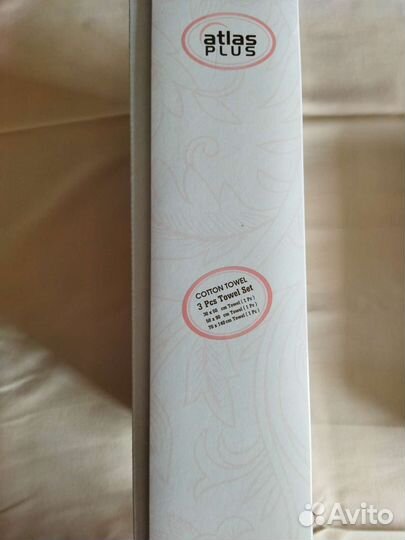 atlas
PLUS
COTTON TOWEL
3 Pcs Towel Set
30 x 50 cm Towel ( 1 Pc )
50 x 90 cm Towel ( 1 Pc )
70 x 140 cm Towel ( 1 Pc )
Avito